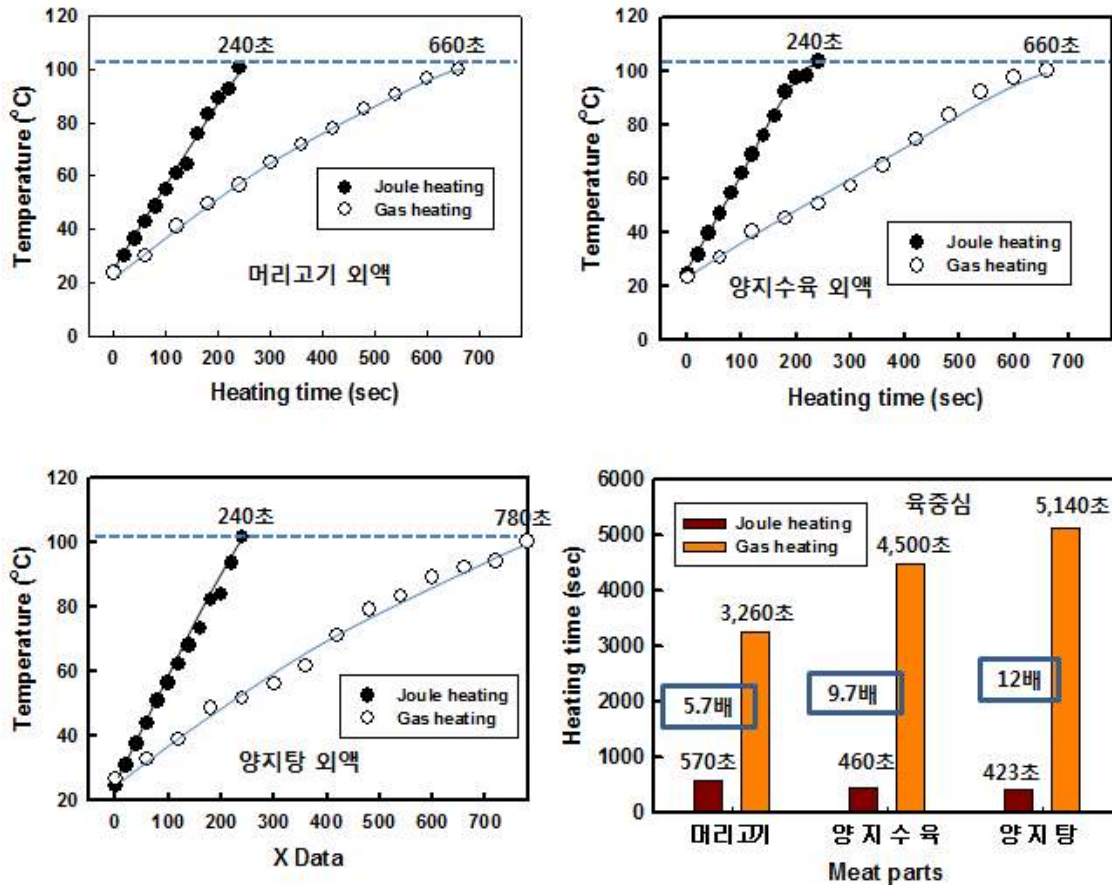 120
100
80
60
40
20
0
Temperature (°C)
240초
660초
Joule heating
Gas heating
머리고기 외액
0 100 200 300 400 500 600 700
Heating time (sec)
120
100
80
60
40
20
0
Temperature (°C)
240초
660초
Joule heating
Gas heating
양지수육 외액
0 100 200 300 400 500 600 700
Heating time (sec)
120
100
80
60
40
20
Temperature (°C)
240초
780초
Joule heating
Gas heating
양지탕 외액
0 100 200 300 400 500 600 700
X Data
6000
5000
4000
3000
2000
1000
0
Heating time (sec)
Joule heating
Gas heating
육중심
5,140초
4,500초
3,260초
5.7배
9.7배
12배
570초
460초
423초
머리고기 양 지 수 육 양 지 탕
Meat parts